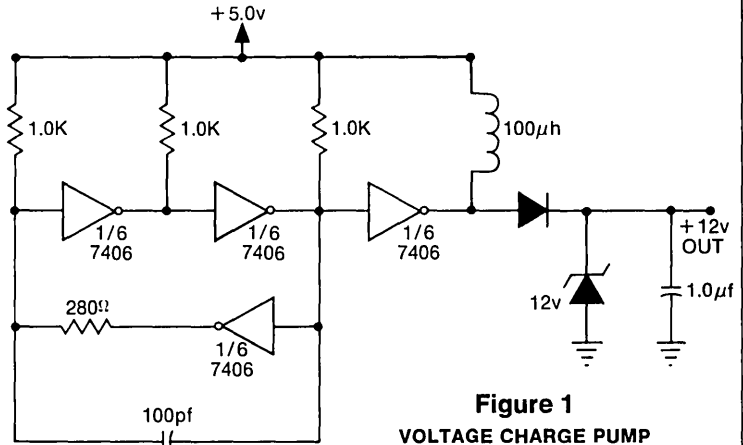 +5.0v
1.0K
1.0K
1.0K
100µh
1/6
7406
1/6
7406
1/6
7406
+12v
OUT
280Ω
12v
1.0µf
1/6
7406
100pf
Figure 1
VOLTAGE CHARGE PUMP